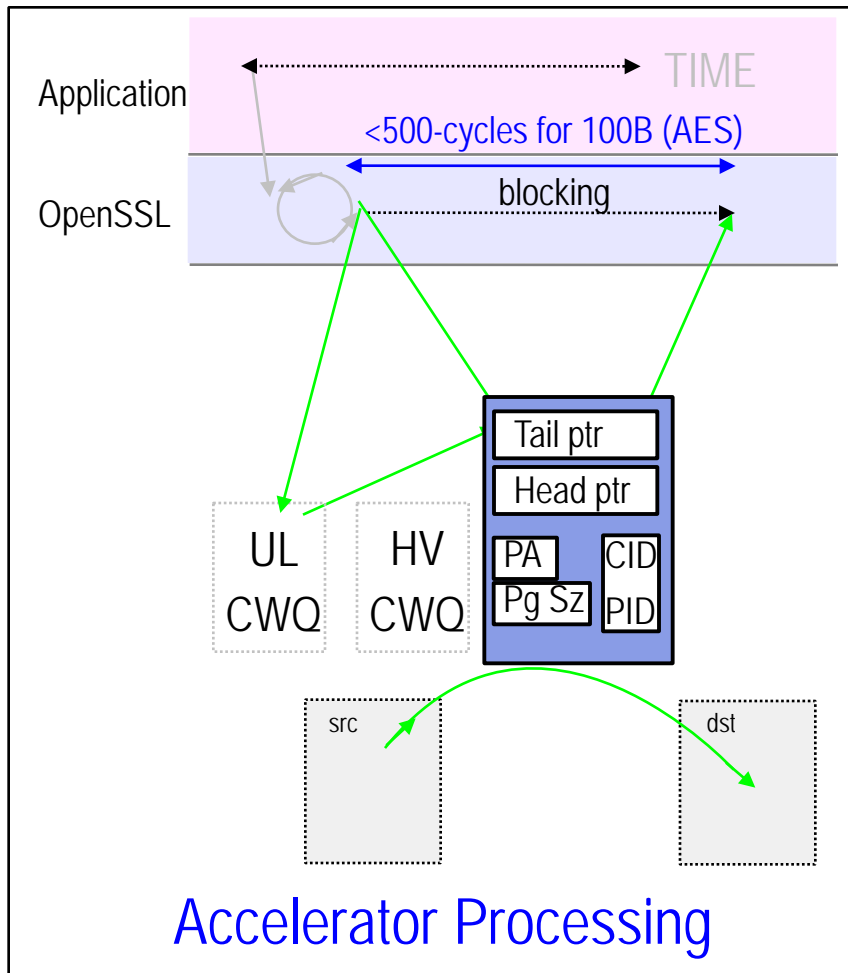 TIME
Application
<500-cycles for 100B (AES)
blocking
OpenSSL
Tail ptr
Head ptr
UL
CWQ
HV
CWQ
PA
Pg Sz
CID
PID
src
dst
Accelerator Processing